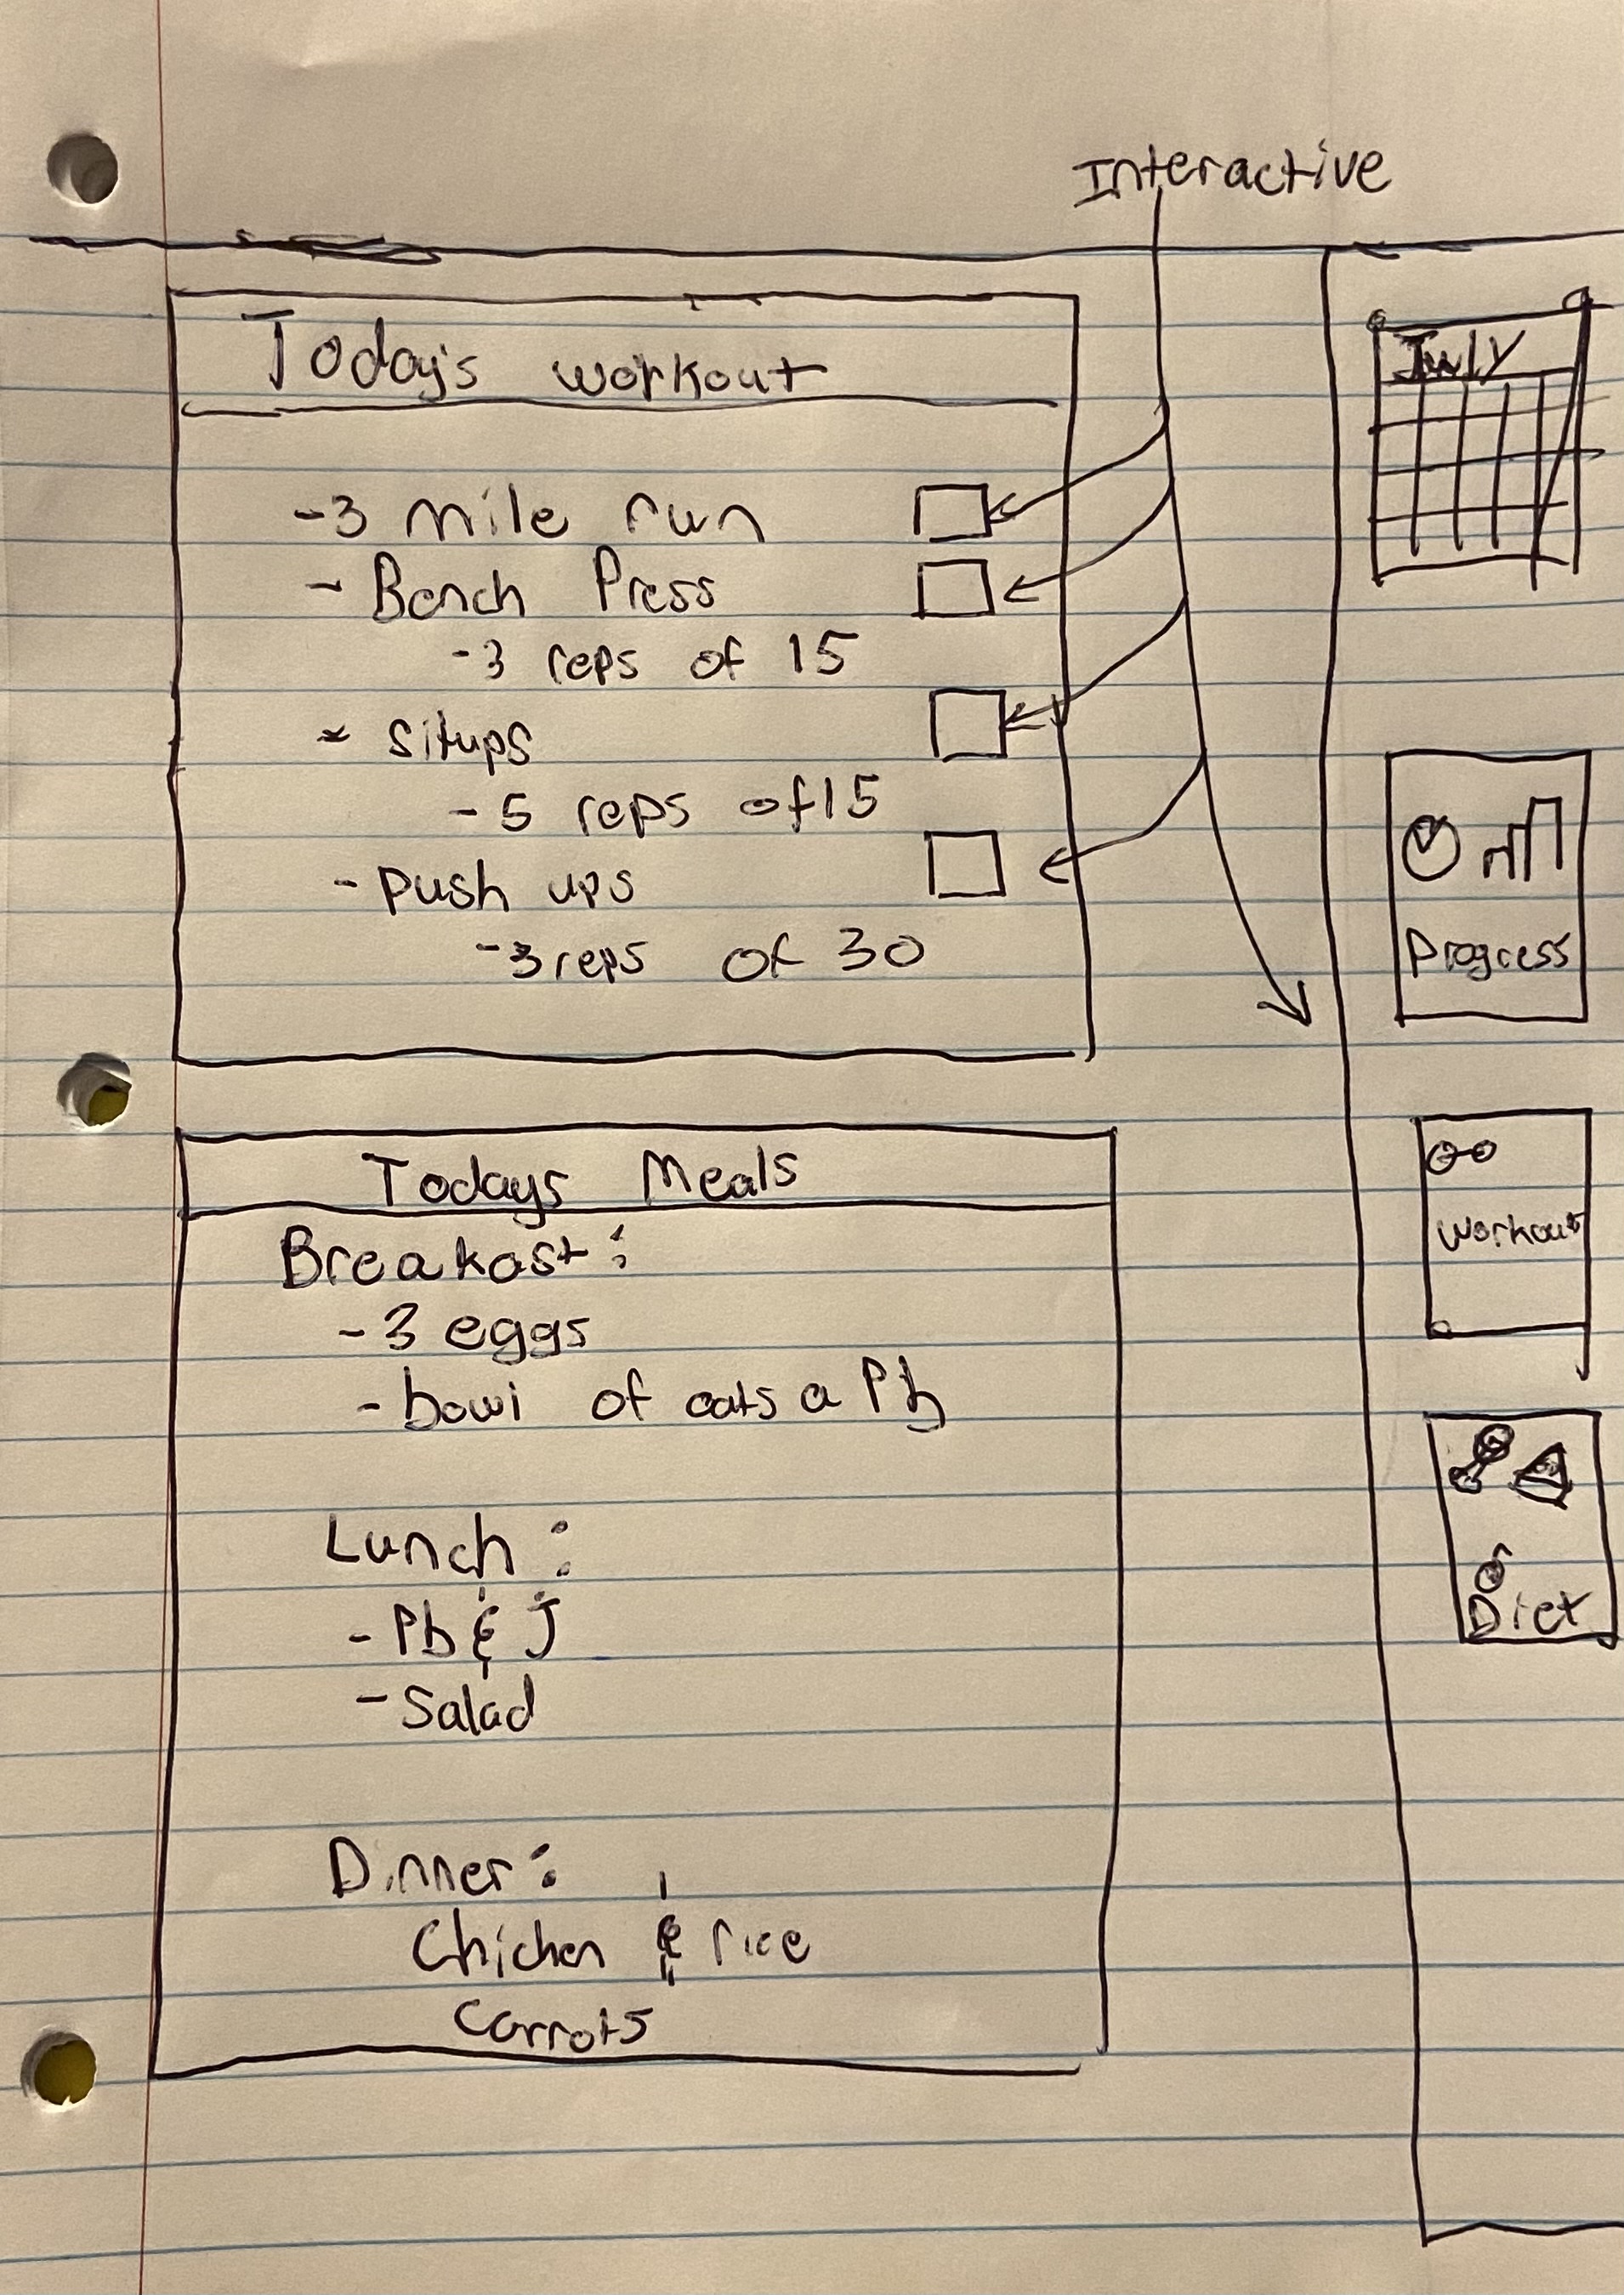 Interactive
Today's workout
-3 mile run
- Bench Press
-3 reps of 15
- situps
- 5 reps of 15
- push ups
-3 reps of 30
Todays Meals
Breakast:
-3 eggs
- bowl of oats a Pb
Lunch:
- Pb & J
- Salad
Dinner:
Chicken & rice
Carrots
July
Progress
Workout
Diet